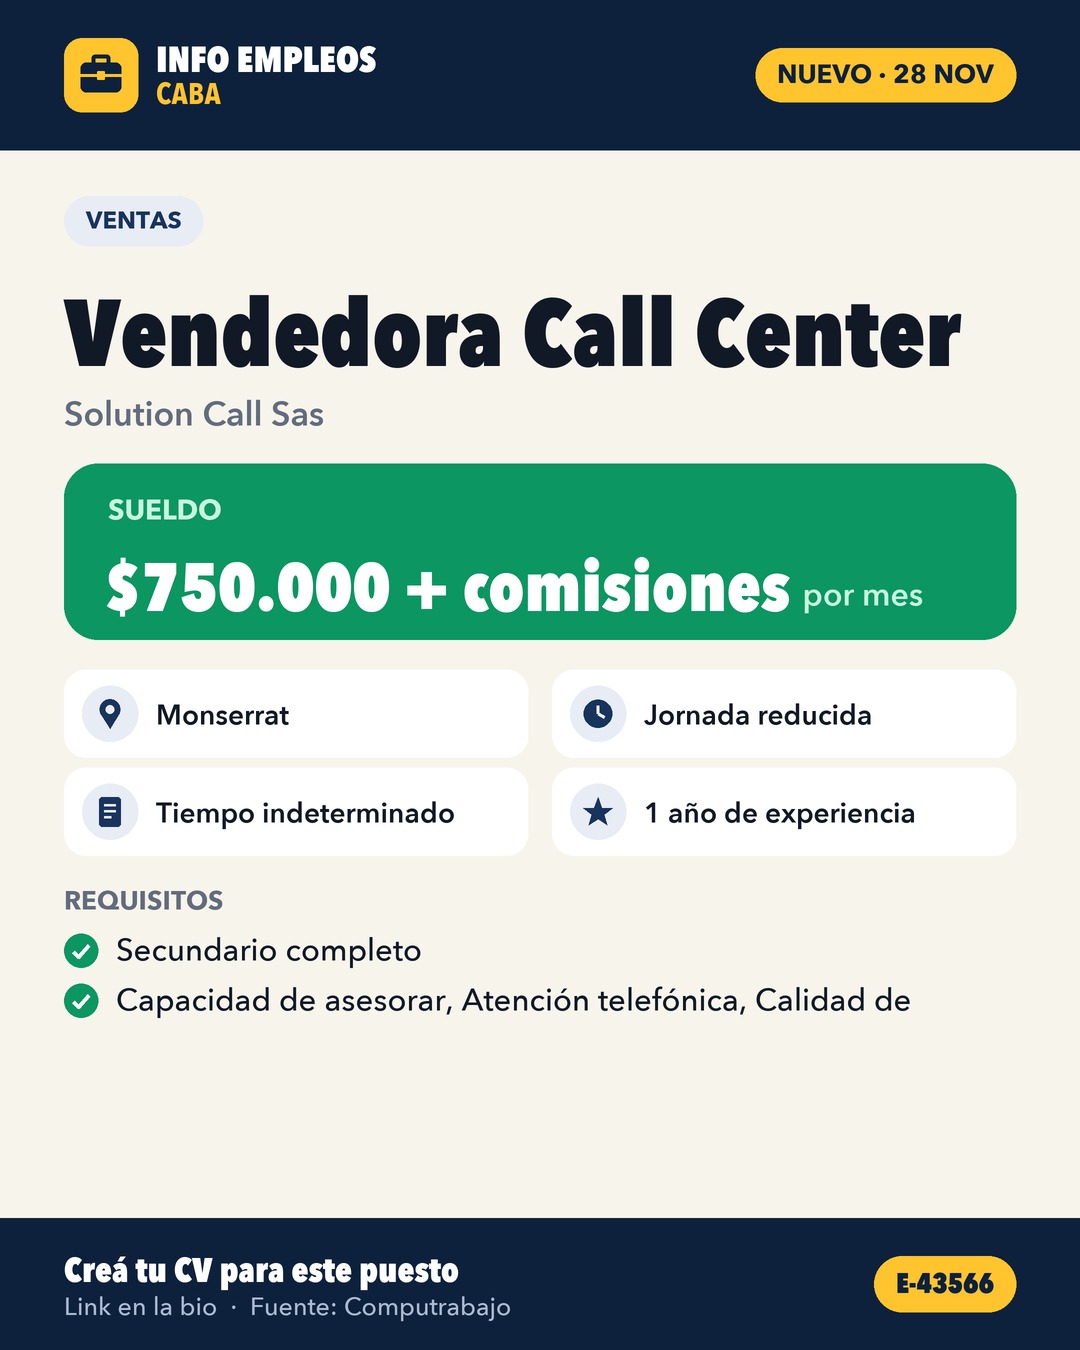 INFO EMPLEOS
CABA
NUEVO · 28 NOV
VENTAS
Vendedora Call Center
Solution Call Sas
SUELDO
$750.000 + comisiones por mes
Monserrat
Jornada reducida
Tiempo indeterminado
1 año de experiencia
REQUISITOS
Secundario completo
Capacidad de asesorar, Atención telefónica, Calidad de
Creá tu CV para este puesto
Link en la bio · Fuente: Computrabajo
E-43566